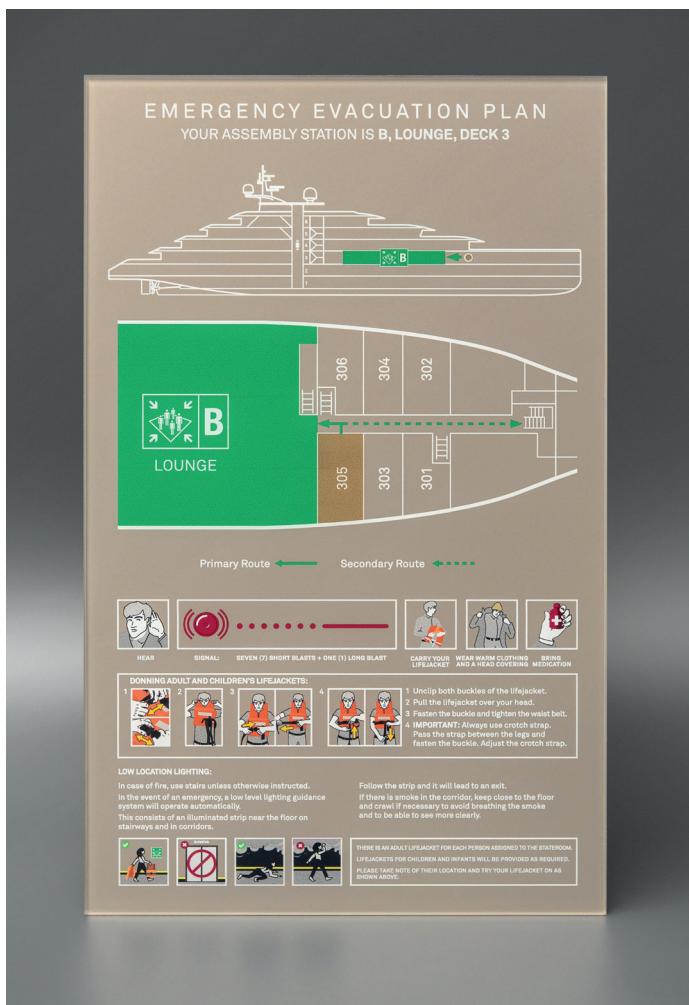 EMERGENCY EVACUATION PLAN
YOUR ASSEMBLY STATION IS B, LOUNGE, DECK 3
B
306
304
302
B
LOUNGE
305
303
301
Primary Route
Secondary Route
HEAR
SIGNAL:
SEVEN (7) SHORT BLASTS + ONE (1) LONG BLAST
CARRY YOUR
LIFEJACKET
WEAR WARM CLOTHING
AND A HEAD COVERING
BRING
MEDICATION
DONNING ADULT AND CHILDREN'S LIFEJACKETS:
1
2
3
4
1 Unclip both buckles of the lifejacket.
2 Pull the lifejacket over your head.
3 Fasten the buckle and tighten the waist belt.
4 IMPORTANT: Always use crotch strap.
Pass the strap between the legs and
fasten the buckle. Adjust the crotch strap.
LOW LOCATION LIGHTING:
In case of fire, use stairs unless otherwise instructed.
In the event of an emergency, a low level lighting guidance
system will operate automatically.
This consists of an illuminated strip near the floor on
stairways and in corridors.
Follow the strip and it will lead to an exit.
If there is smoke in the corridor, keep close to the floor
and crawl if necessary to avoid breathing the smoke
and to be able to see more clearly.
THERE IS AN ADULT LIFEJACKET FOR EACH PERSON ASSIGNED TO THE STATEROOM.
LIFEJACKETS FOR CHILDREN AND INFANTS WILL BE PROVIDED AS REQUIRED.
PLEASE TAKE NOTE OF THEIR LOCATION AND TRY YOUR LIFEJACKET ON AS
SHOWN ABOVE.